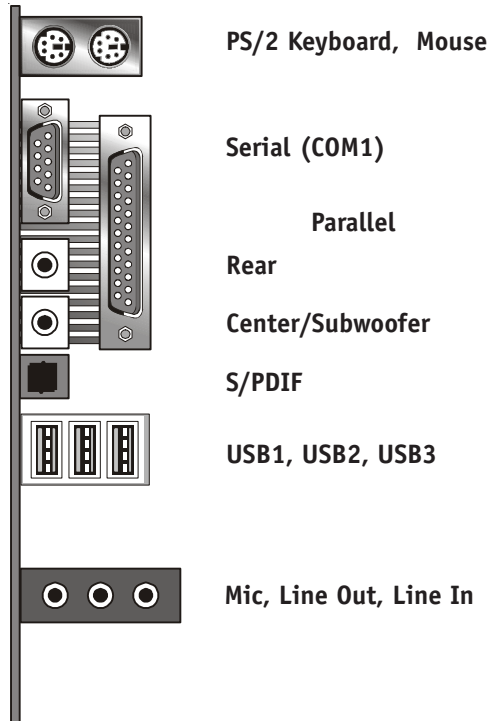 PS/2 Keyboard, Mouse
Serial (COM1)
Parallel
Rear
Center/Subwoofer
S/PDIF
USB1, USB2, USB3
Mic, Line Out, Line In